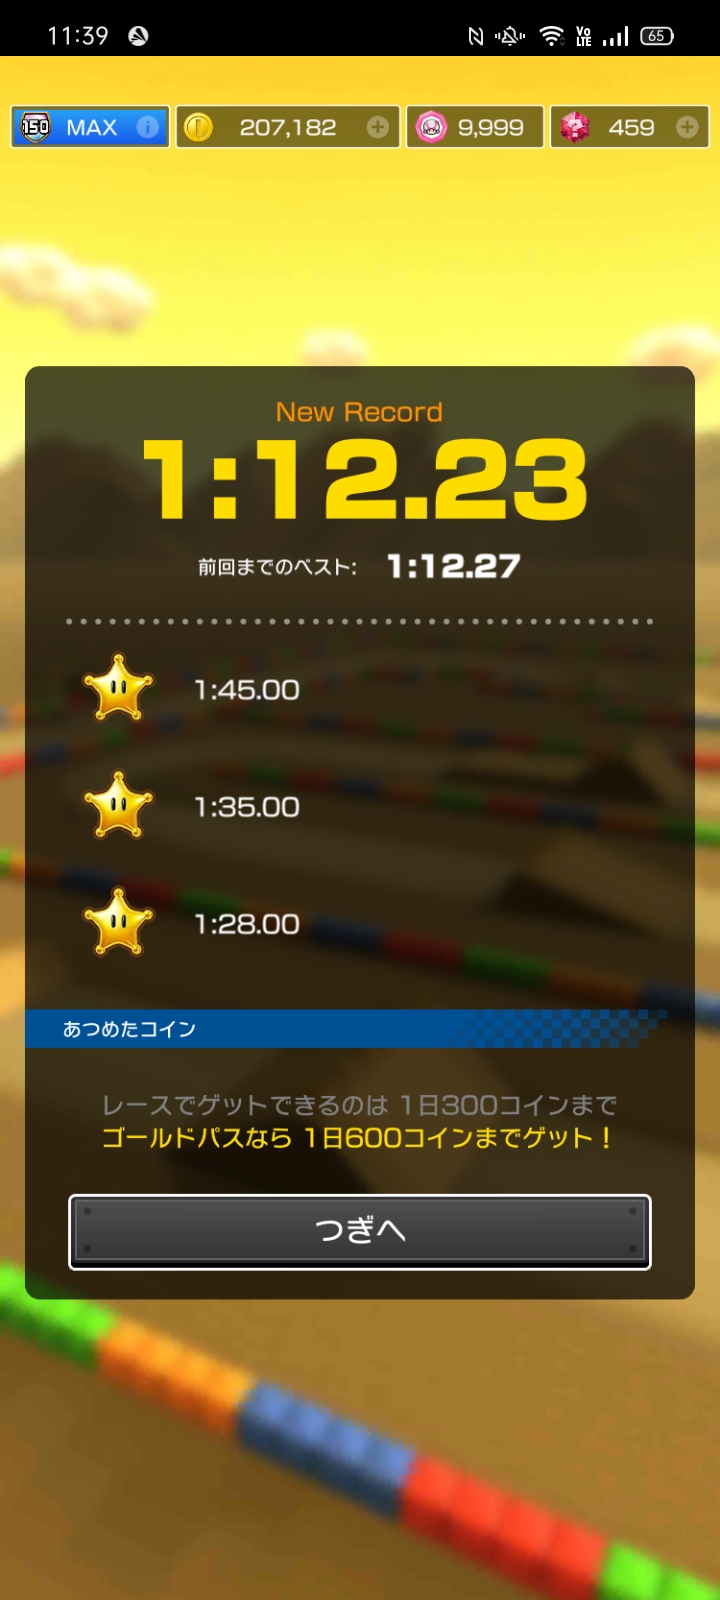 11:39
Vo LTE
65
150 MAX i 207,182 9,999 459
New Record
1:12.23
前回までのベスト: 1:12.27
1:45.00
1:35.00
1:28.00
あつめたコイン
レースでゲットできるのは 1日300コインまで
ゴールドパスなら 1日600コインまでゲット！
つぎへ